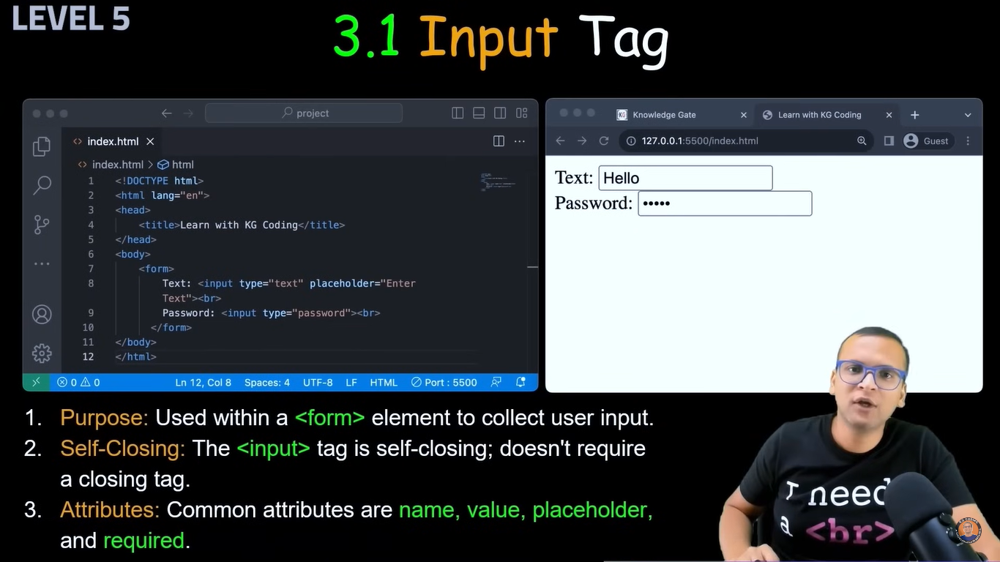 LEVEL 5
3.1 Input Tag
project
index.html
index.html > html
1 <!DOCTYPE html>
2 <html lang="en">
3 <head>
4 <title>Learn with KG Coding</title>
5 </head>
6 <body>
7 <form>
8 Text: <input type="text" placeholder="Enter
Text"><br>
9 Password: <input type="password"><br>
10 </form>
11 </body>
12 </html>
0 0 Ln 12, Col 8 Spaces: 4 UTF-8 LF HTML Port : 5500
KG Knowledge Gate Learn with KG Coding
127.0.0.1:5500/index.html Guest
Text: Hello
Password: •••••
1. Purpose: Used within a <form> element to collect user input.
2. Self-Closing: The <input> tag is self-closing; doesn't require
a closing tag.
3. Attributes: Common attributes are name, value, placeholder,
and required.
I need
a <br>